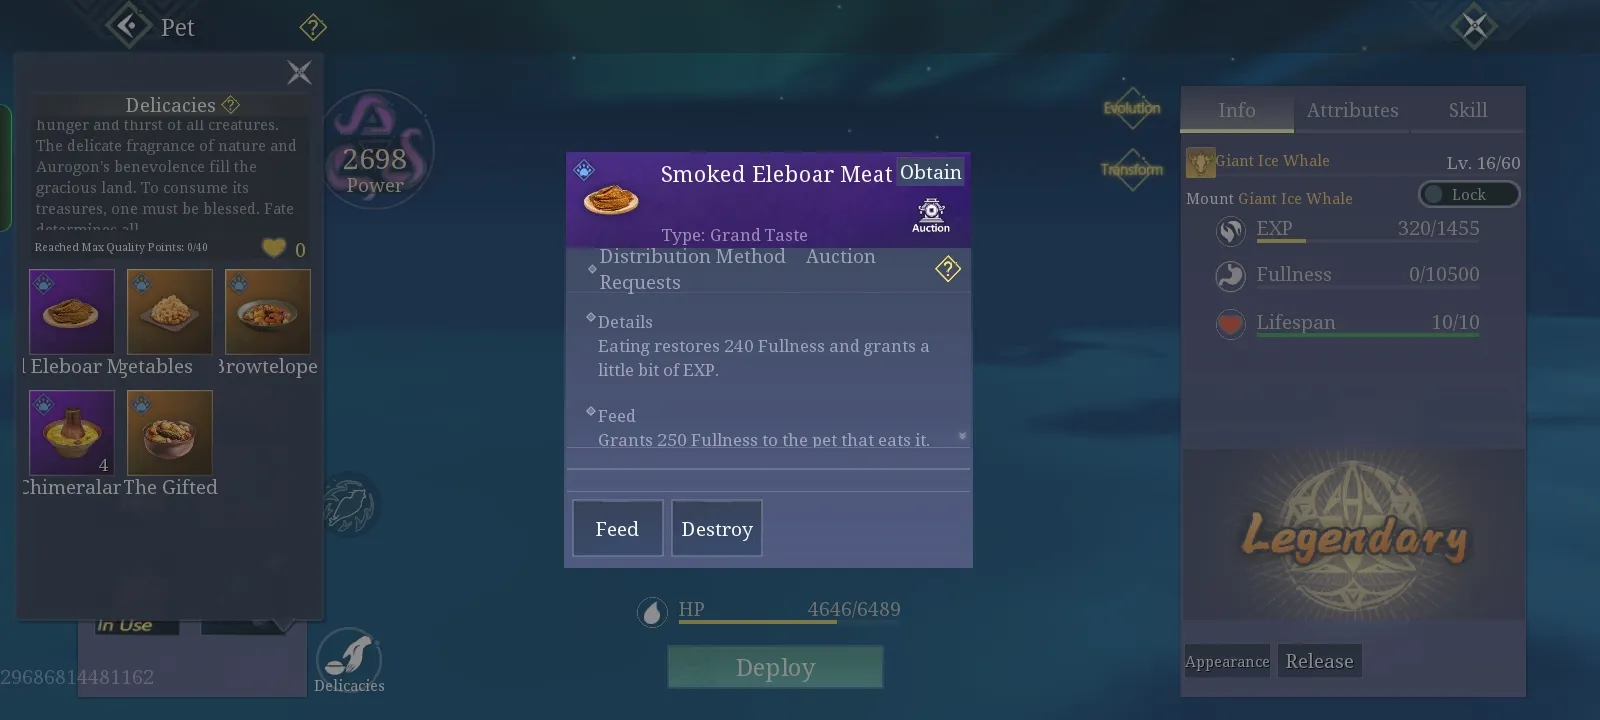 Pet
?
Delicacies ?
hunger and thirst of all creatures.
The delicate fragrance of nature and
Aurogon's benevolence fill the
gracious land. To consume its
treasures, one must be blessed. Fate
determines all
Reached Max Quality Points: 0/40
0
l Eleboar M
getables
Browtelope
4
Chimeralar
The Gifted
In Use
29686814481162
2698
Power
Delicacies
Smoked Eleboar Meat
Obtain
Auction
Type: Grand Taste
Distribution Method Auction
Requests
?
Details
Eating restores 240 Fullness and grants a
little bit of EXP.
Feed
Grants 250 Fullness to the pet that eats it.
Feed
Destroy
HP 4646/6489
Deploy
Evolution
Transform
Info Attributes Skill
Giant Ice Whale
Lv. 16/60
Mount Giant Ice Whale
Lock
EXP 320/1455
Fullness 0/10500
Lifespan 10/10
Legendary
Appearance
Release